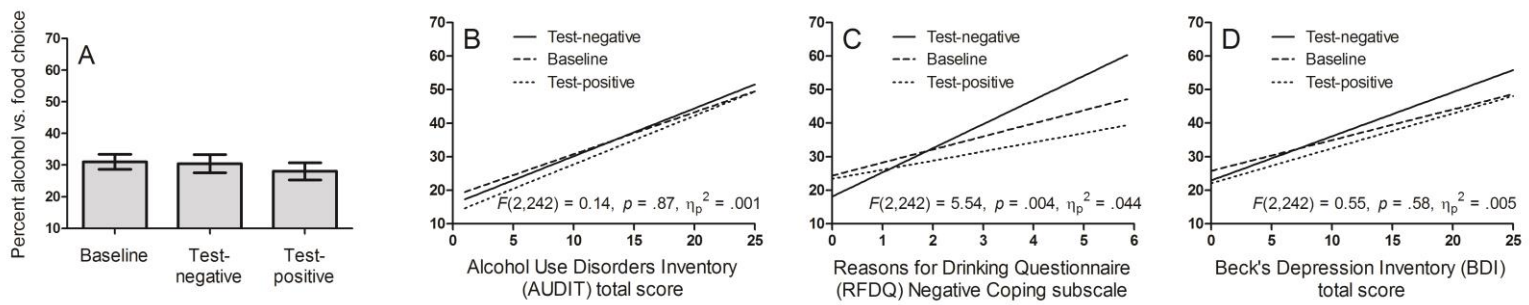 Percent alcohol vs. food choice
70
60
50
40
30
20
10
A
Baseline
Test-
negative
Test-
positive
70
60
50
40
30
20
10
B
Test-negative
Baseline
Test-positive
F(2,242) = 0.14, p = .87, ηp² = .001
0 5 10 15 20 25
Alcohol Use Disorders Inventory
(AUDIT) total score
70
60
50
40
30
20
10
C
Test-negative
Baseline
Test-positive
F(2,242) = 5.54, p = .004, ηp² = .044
0 1 2 3 4 5 6
Reasons for Drinking Questionnaire
(RFDQ) Negative Coping subscale
70
60
50
40
30
20
10
D
Test-negative
Baseline
Test-positive
F(2,242) = 0.55, p = .58, ηp² = .005
0 5 10 15 20 25
Beck's Depression Inventory (BDI)
total score